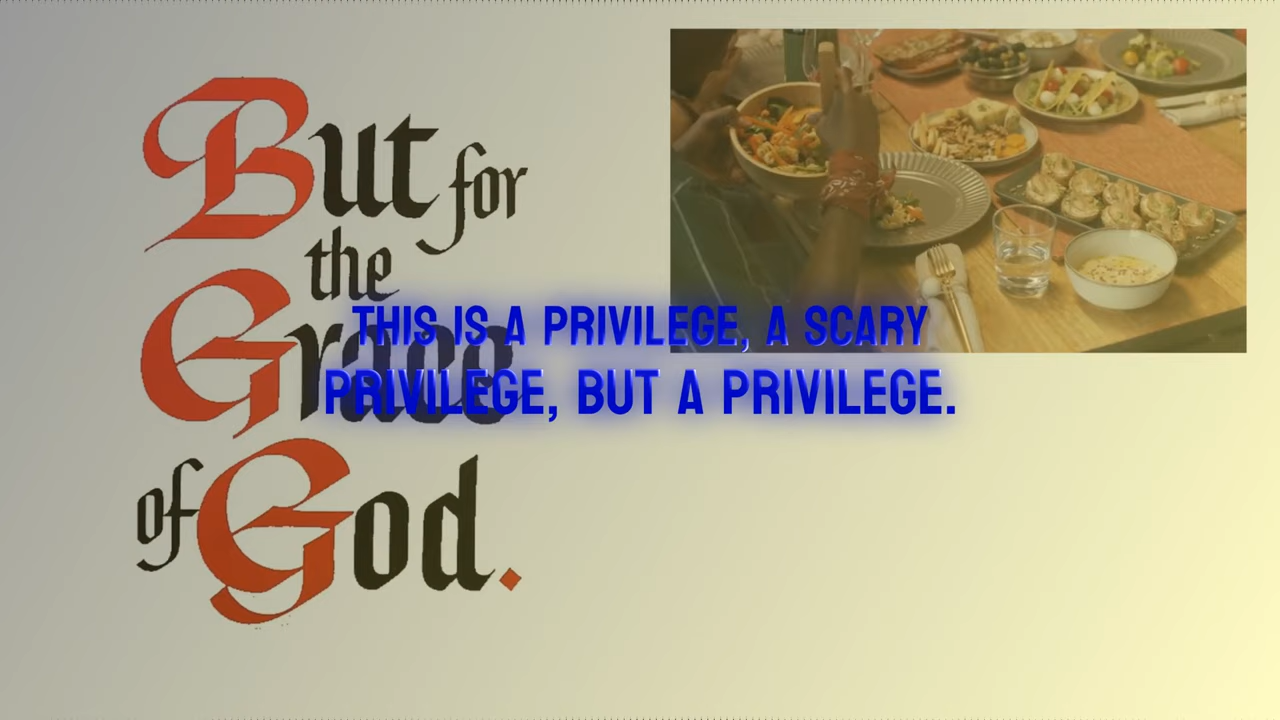 But for
the
Grace
of God.
THIS IS A PRIVILEGE, A SCARY
PRIVILEGE, BUT A PRIVILEGE.